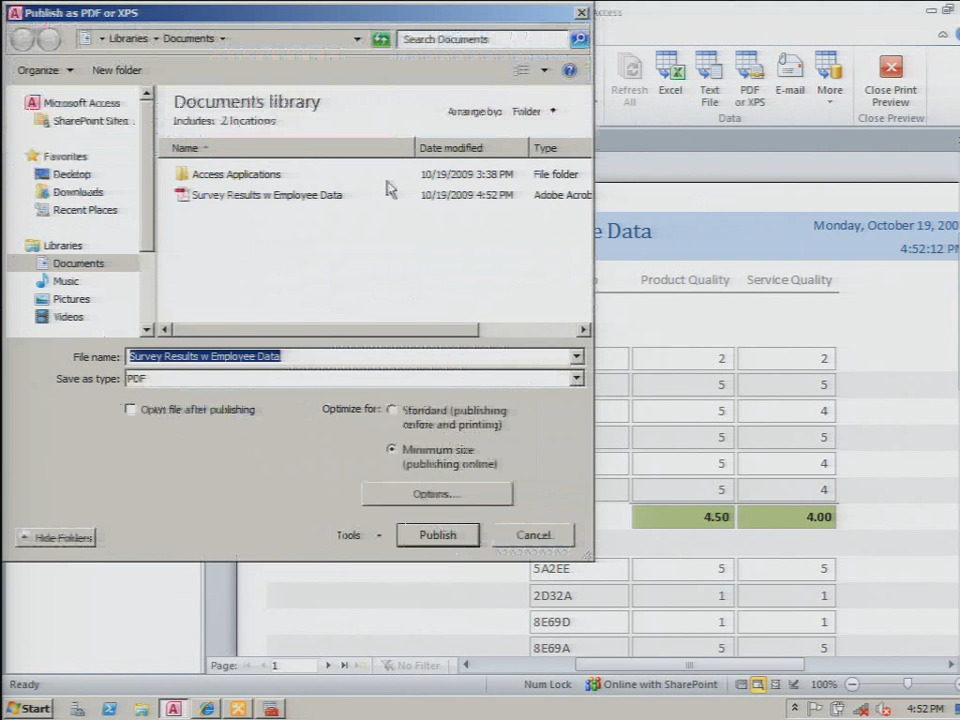 Publish as PDF or XPS
Access
Libraries
Documents
Search Documents
Organize
New folder
Microsoft Access
SharePoint Sites
Favorites
Desktop
Downloads
Recent Places
Libraries
Documents
Music
Pictures
Videos
Documents library
Includes: 2 locations
Arrange by: Folder
Name Date modified Type
Access Applications 10/19/2009 3:38 PM File folder
Survey Results w Employee Data 10/19/2009 4:52 PM Adobe Acrob
File name: Survey Results w Employee Data
Save as type: PDF
Open file after publishing
Optimize for: Standard (publishing
online and printing)
Minimum size
(publishing online)
Options...
Hide Folders
Tools
Publish
Cancel
Refresh
All
Excel
Text
File
PDF
or XPS
E-mail
More
Close Print
Preview
Data
Close Preview
e Data
Monday, October 19, 200
4:52:12 PM
Product Quality Service Quality
2 2
5 5
5 4
5 5
5 4
5 4
4.50 4.00
5A2EE 5 5
2D32A 1 1
8E69D 1 1
8E69A 5 5
Page: 1
No Filter
Ready
Num Lock
Online with SharePoint
100%
Start
4:52 PM